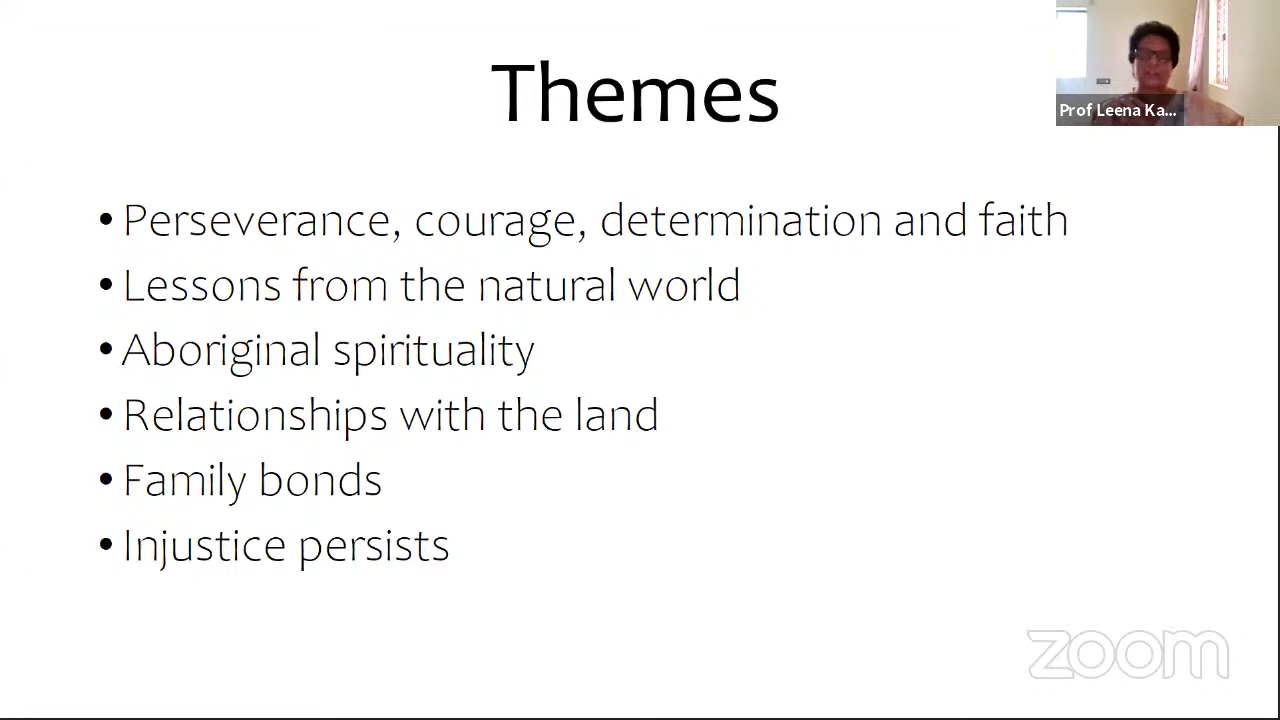 Themes
Prof Leena Ka...
• Perseverance, courage, determination and faith
• Lessons from the natural world
• Aboriginal spirituality
• Relationships with the land
• Family bonds
• Injustice persists
zoom